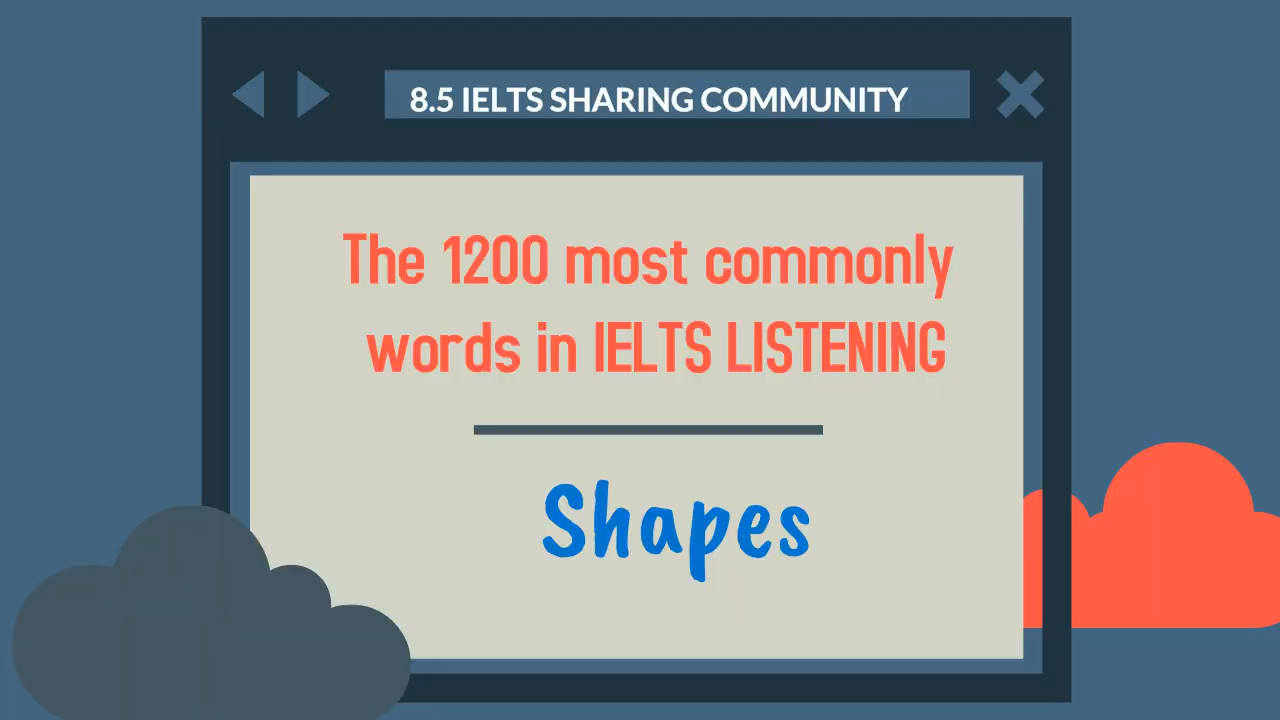 8.5 IELTS SHARING COMMUNITY
The 1200 most commonly
words in IELTS LISTENING
Shapes